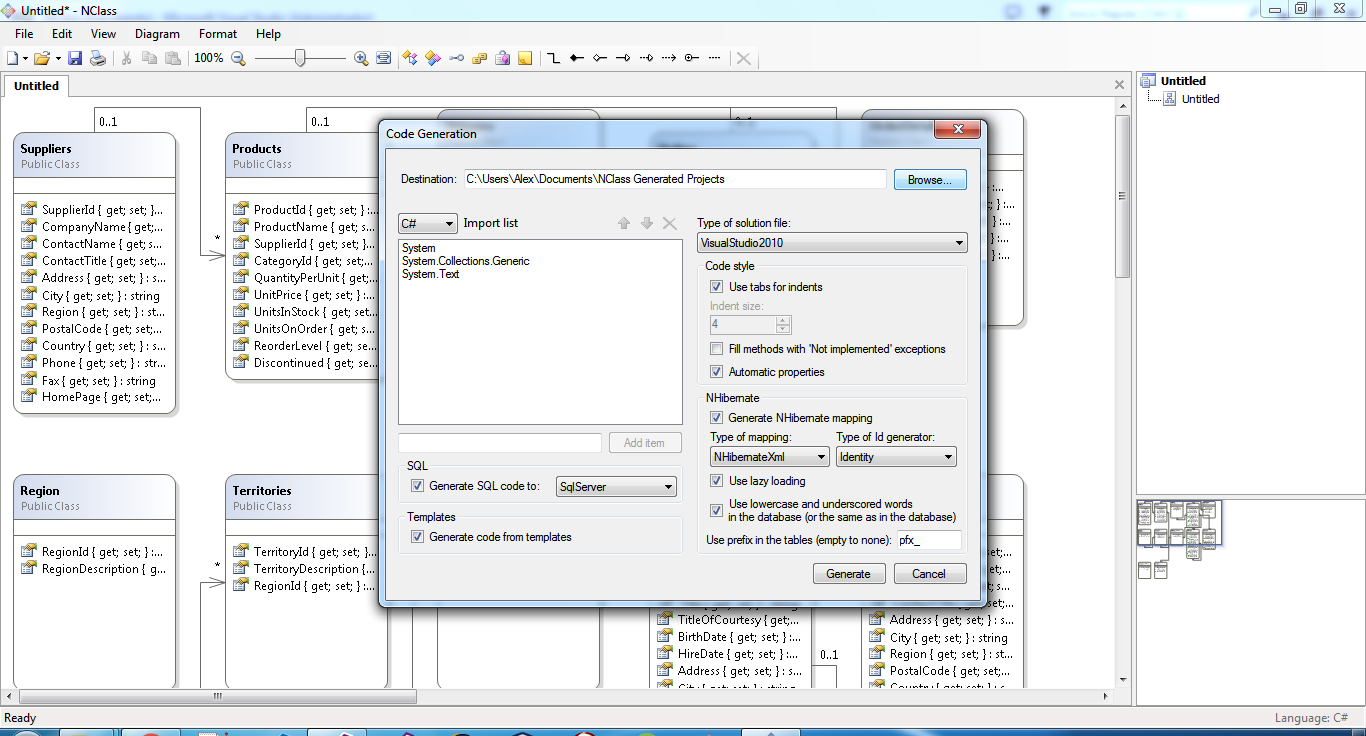 Untitled* - NClass
File Edit View Diagram Format Help
100%
Untitled
0..1
Suppliers
Public Class
SupplierId { get; set; }...
CompanyName { get;...
ContactName { get; s...
ContactTitle { get; s...
Address { get; set; } :...
City { get; set; } : string
Region { get; set; } : st...
PostalCode { get; set;...
Country { get; set; } : s...
Phone { get; set; } : str...
Fax { get; set; } : string
HomePage { get; set;...
0..1
Products
Public Class
*
ProductId { get; set; } :...
ProductName { get; s...
SupplierId { get; set; }...
CategoryId { get; set;...
QuantityPerUnit { get;...
UnitPrice { get; set; } :...
UnitsInStock { get; s...
UnitsOnOrder { get; s...
ReorderLevel { get; s...
Discontinued { get; se...
Region
Public Class
RegionId { get; set; } :...
RegionDescription { g...
Territories
Public Class
*
TerritoryId { get; set; }...
TerritoryDescription {...
RegionId { get; set; } :...
Code Generation
Destination: C:\Users\Alex\Documents\NClass Generated Projects
Browse...
C# Import list
System
System.Collections.Generic
System.Text
Add item
SQL
Generate SQL code to: SqlServer
Templates
Generate code from templates
Type of solution file:
VisualStudio2010
Code style
Use tabs for indents
Indent size:
4
Fill methods with 'Not implemented' exceptions
Automatic properties
NHibernate
Generate NHibernate mapping
Type of mapping: Type of Id generator:
NHibernateXml Identity
Use lazy loading
Use lowercase and underscored words
in the database (or the same as in the database)
Use prefix in the tables (empty to none): pfx_
Generate Cancel
TitleOfCourtesy { get;...
BirthDate { get; set; } :...
HireDate { get; set; } :...
Address { get; set; } : s...
City { get; set; } : string
0..1
Address { get; set; } : s...
City { get; set; } : string
Region { get; set; } : st...
PostalCode { get; set;...
Country { get; set; } : s...
Untitled
Untitled
Ready
Language: C#